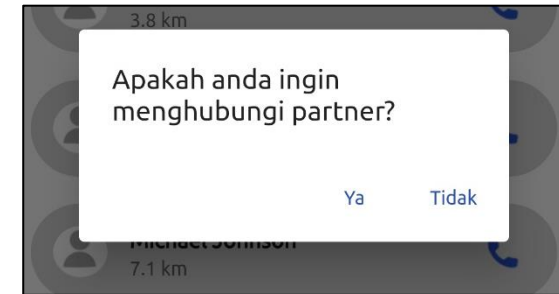 3.8 km
Apakah anda ingin
menghubungi partner?
Ya Tidak
Michael Johnson
7.1 km